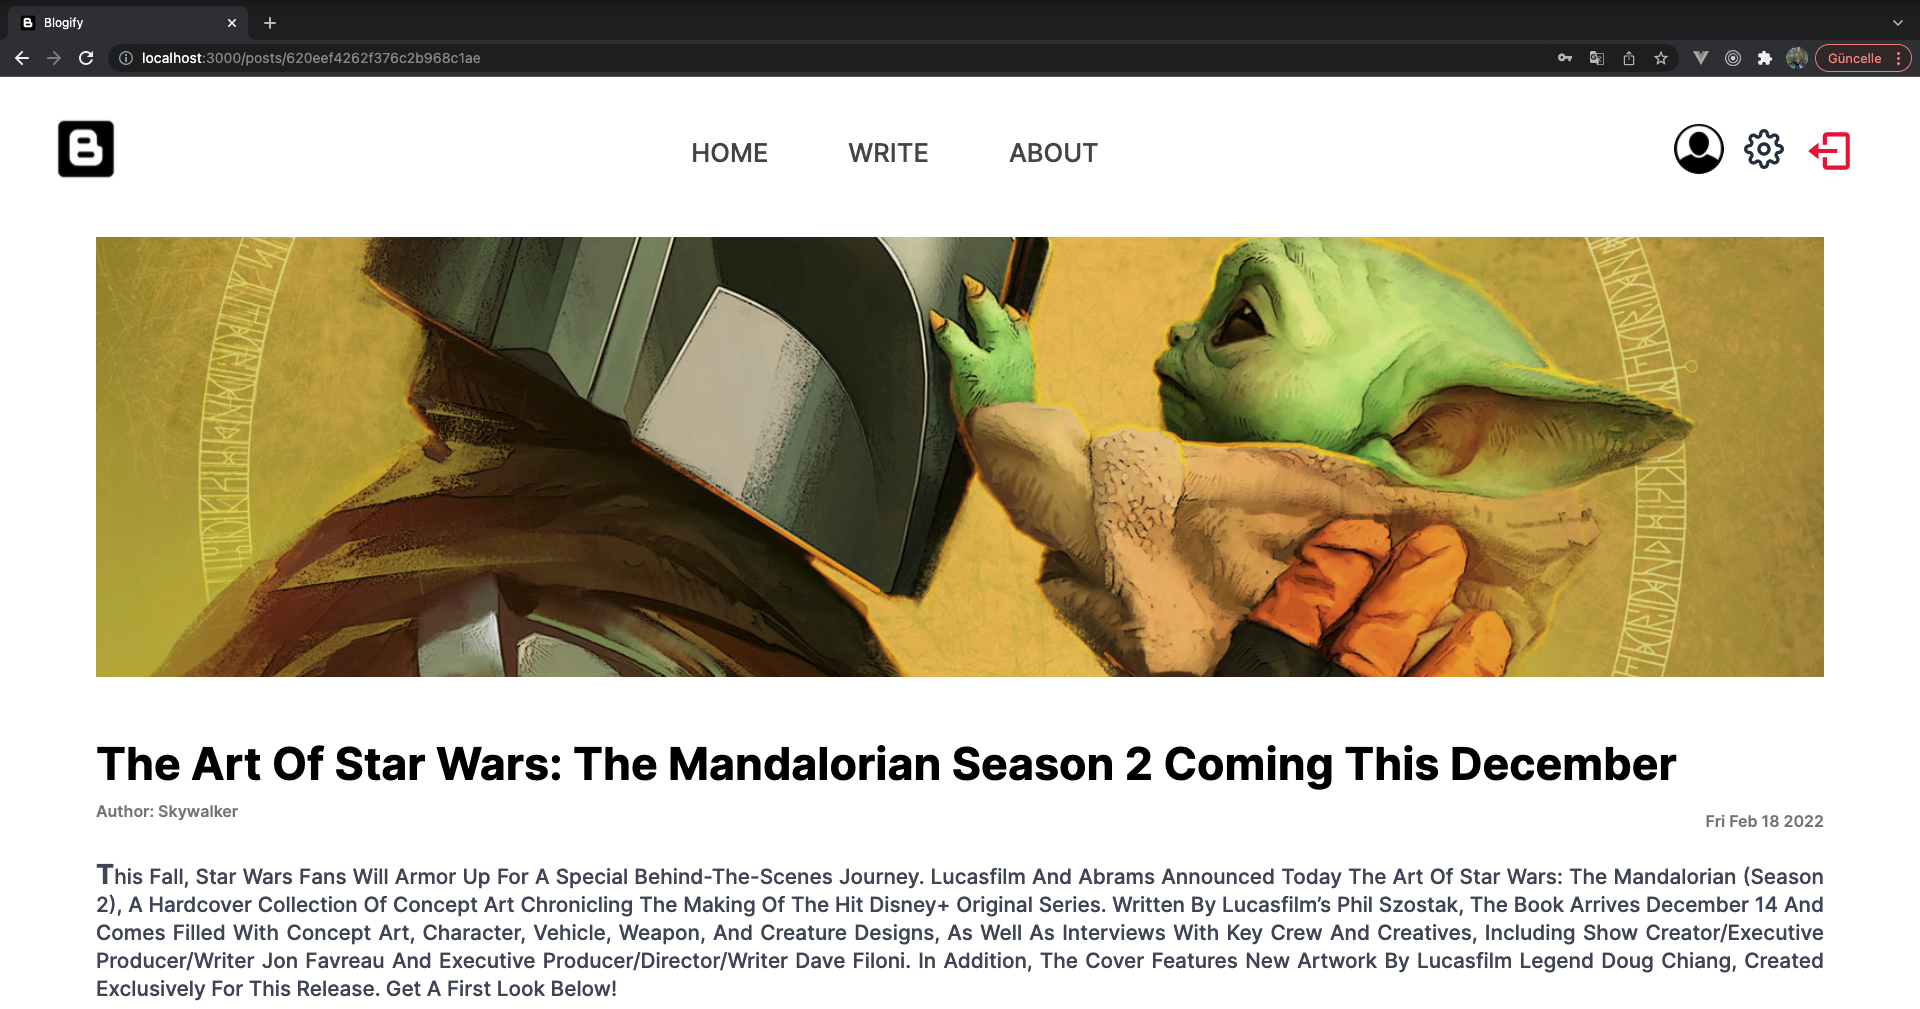 Blogify
localhost:3000/posts/620eef4262f376c2b968c1ae
Güncelle
HOME WRITE ABOUT
The Art Of Star Wars: The Mandalorian Season 2 Coming This December
Author: Skywalker
Fri Feb 18 2022
This Fall, Star Wars Fans Will Armor Up For A Special Behind-The-Scenes Journey. Lucasfilm And Abrams Announced Today The Art Of Star Wars: The Mandalorian (Season
2), A Hardcover Collection Of Concept Art Chronicling The Making Of The Hit Disney+ Original Series. Written By Lucasfilm’s Phil Szostak, The Book Arrives December 14 And
Comes Filled With Concept Art, Character, Vehicle, Weapon, And Creature Designs, As Well As Interviews With Key Crew And Creatives, Including Show Creator/Executive
Producer/Writer Jon Favreau And Executive Producer/Director/Writer Dave Filoni. In Addition, The Cover Features New Artwork By Lucasfilm Legend Doug Chiang, Created
Exclusively For This Release. Get A First Look Below!